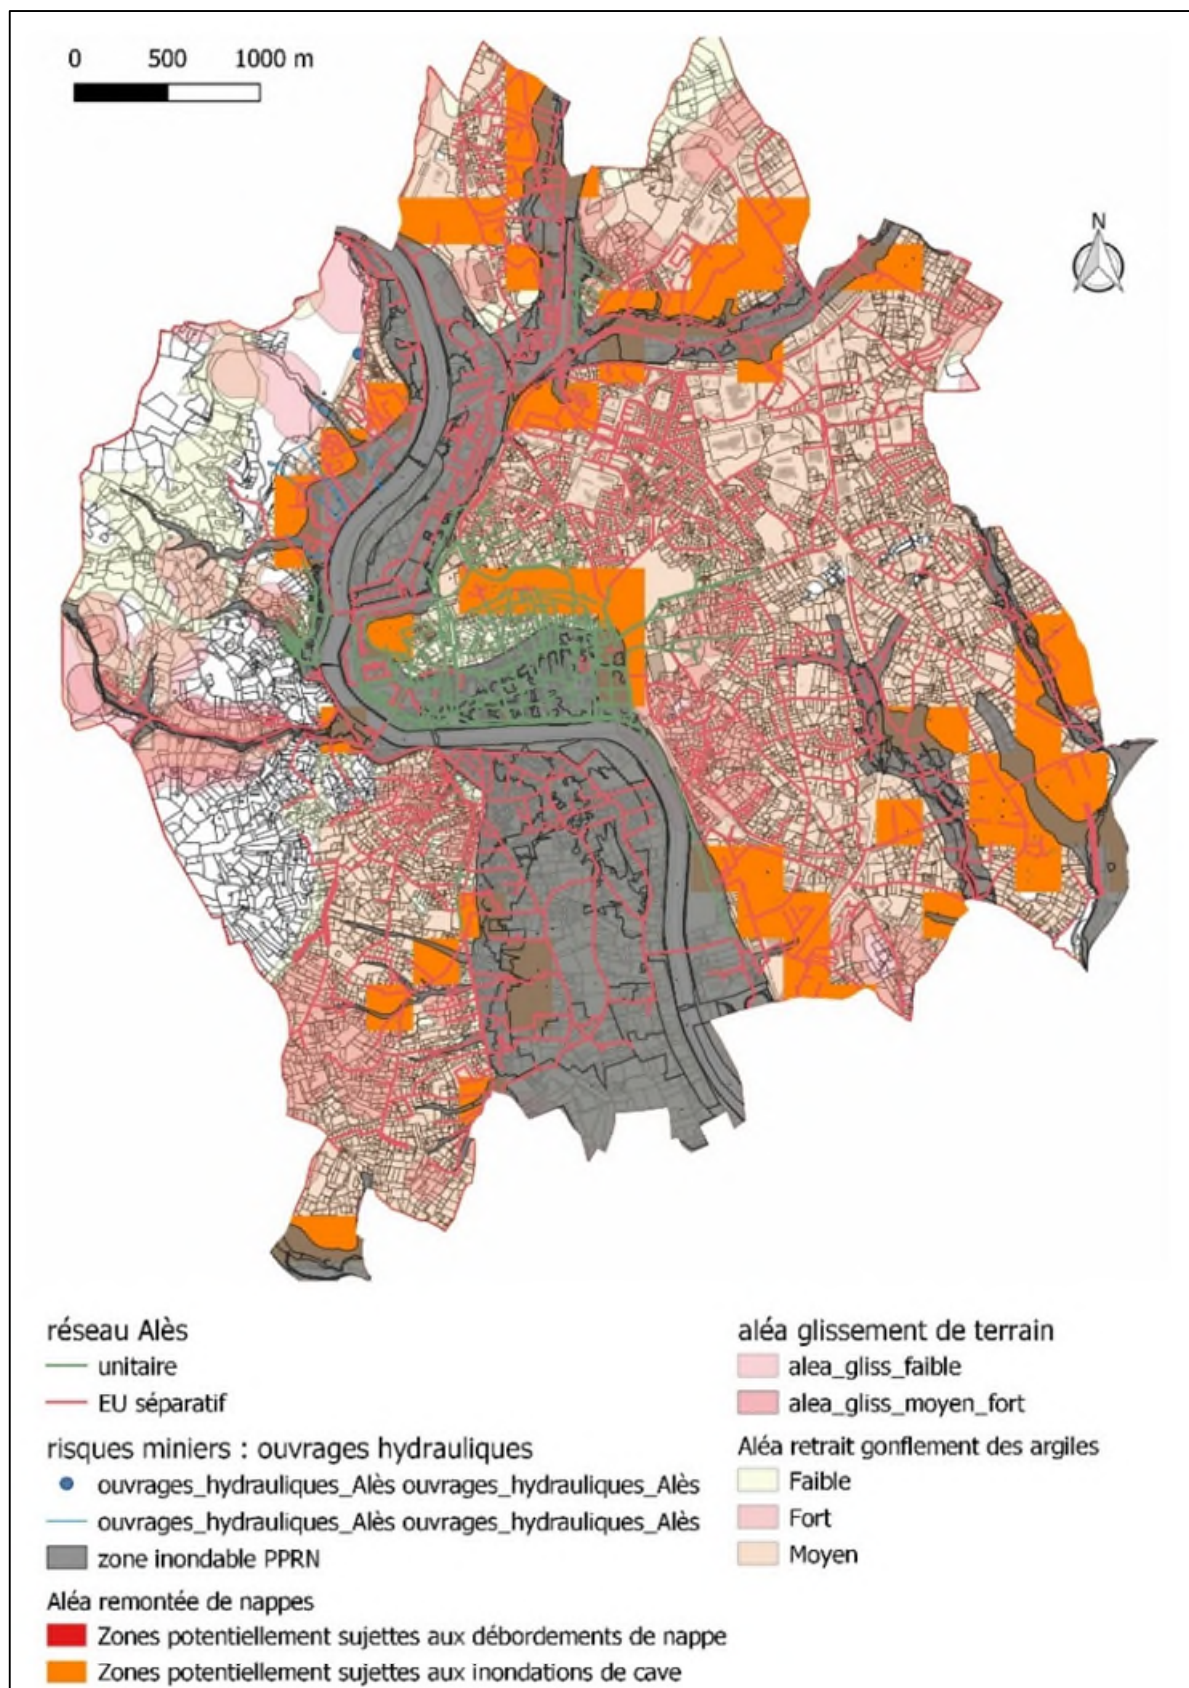 0 500 1000 m
N
réseau Alès
unitaire
EU séparatif
risques miniers : ouvrages hydrauliques
ouvrages_hydrauliques_Alès ouvrages_hydrauliques_Alès
ouvrages_hydrauliques_Alès ouvrages_hydrauliques_Alès
zone inondable PPRN
Aléa remontée de nappes
Zones potentiellement sujettes aux débordements de nappe
Zones potentiellement sujettes aux inondations de cave
aléa glissement de terrain
alea_gliss_faible
alea_gliss_moyen_fort
Aléa retrait gonflement des argiles
Faible
Fort
Moyen